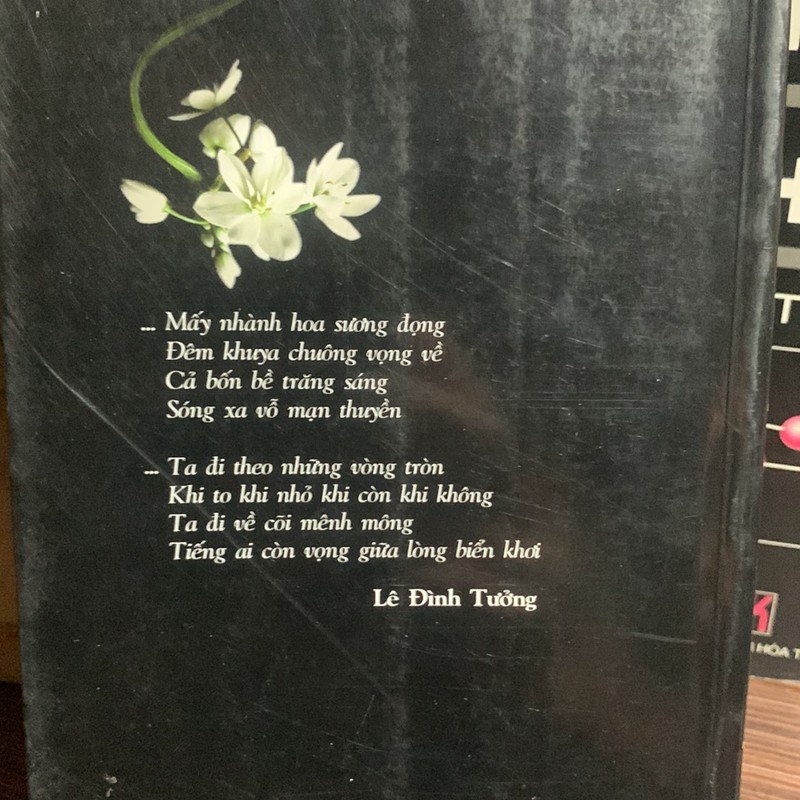 ... Mấy nhành hoa sương đọng
Đêm khuya chuông vọng về
Cả bốn bề trăng sáng
Sóng xa vỗ mạn thuyền
... Ta đi theo những vòng tròn
Khi to khi nhỏ khi còn khi không
Ta đi về cõi mênh mông
Tiếng ai còn vọng giữa lòng biển khơi
Lê Đình Tưởng
T
HÓA T